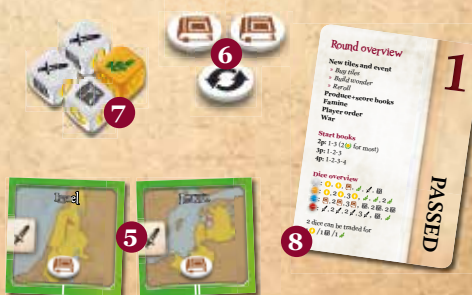 6
7
Round overview
New tiles and event
• Buy tiles
• Build wonder
• Reroll
Produce+score books
Famine
Player order
War
Start books
2p: 1-3 (2 for most)
3p: 1-2-3
4p: 1-2-3-4
Dice overview
2 dice can be traded for
/1 /1
1
PASSED
5
8